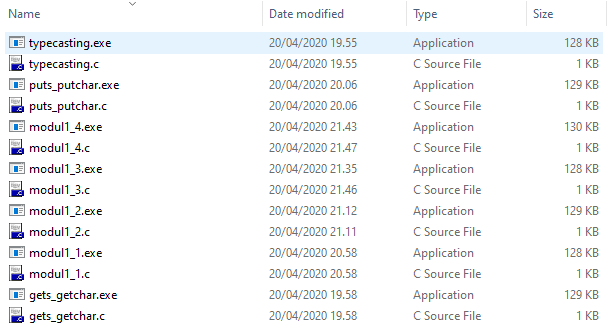 Name Date modified Type Size
typecasting.exe 20/04/2020 19.55 Application 128 KB
typecasting.c 20/04/2020 19.55 C Source File 1 KB
puts_putchar.exe 20/04/2020 20.06 Application 129 KB
puts_putchar.c 20/04/2020 20.06 C Source File 1 KB
modul1_4.exe 20/04/2020 21.43 Application 130 KB
modul1_4.c 20/04/2020 21.47 C Source File 1 KB
modul1_3.exe 20/04/2020 21.35 Application 128 KB
modul1_3.c 20/04/2020 21.46 C Source File 1 KB
modul1_2.exe 20/04/2020 21.12 Application 129 KB
modul1_2.c 20/04/2020 21.11 C Source File 1 KB
modul1_1.exe 20/04/2020 20.58 Application 128 KB
modul1_1.c 20/04/2020 20.58 C Source File 1 KB
gets_getchar.exe 20/04/2020 19.58 Application 129 KB
gets_getchar.c 20/04/2020 19.58 C Source File 1 KB